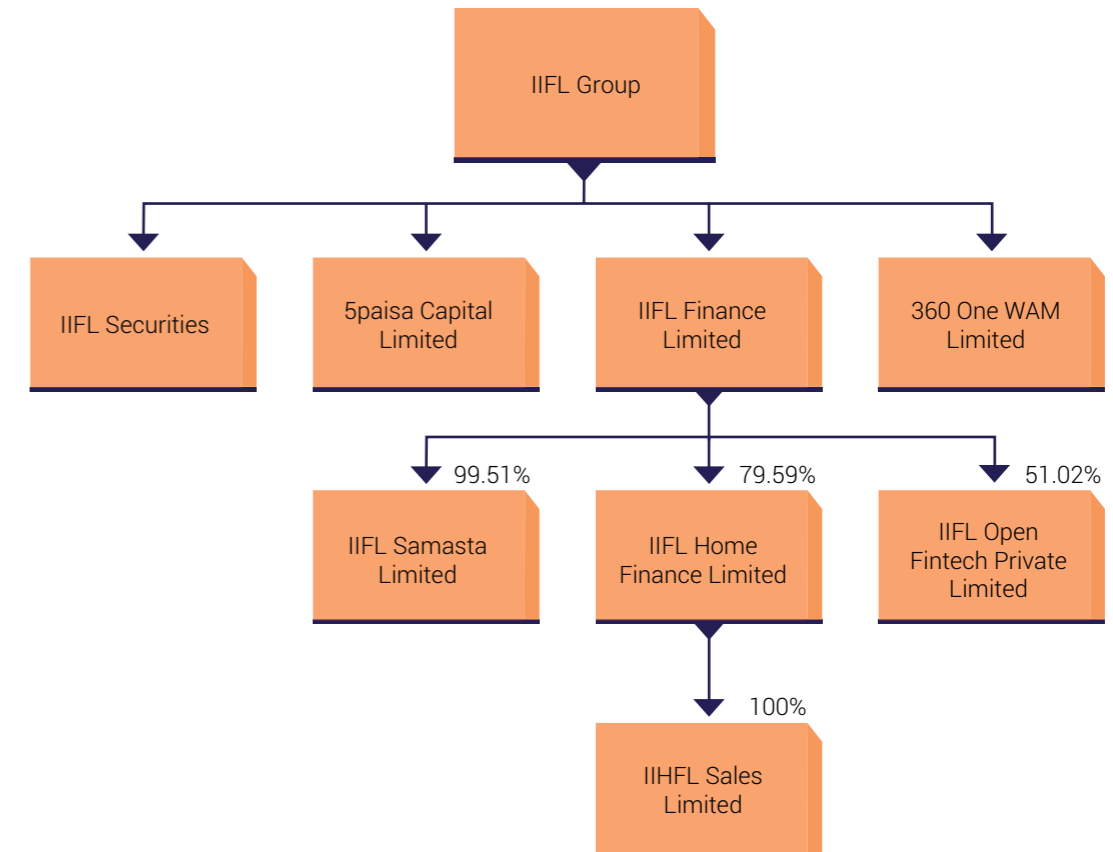 IIFL Group
IIFL Securities
5paisa Capital
Limited
IIFL Finance
Limited
360 One WAM
Limited
99.51%
79.59%
51.02%
IIFL Samasta
Limited
IIFL Home
Finance Limited
IIFL Open
Fintech Private
Limited
100%
IIHFL Sales
Limited